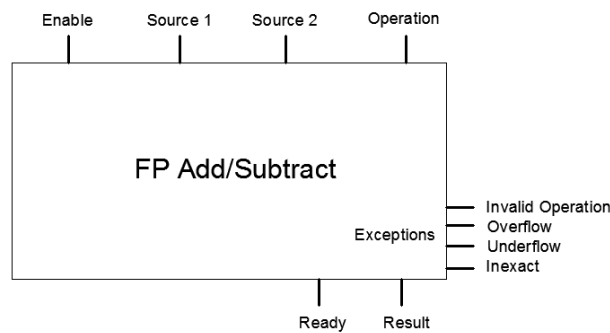 Enable Source 1 Source 2 Operation
FP Add/Subtract
Invalid Operation
Overflow
Exceptions
Underflow
Inexact
Ready Result